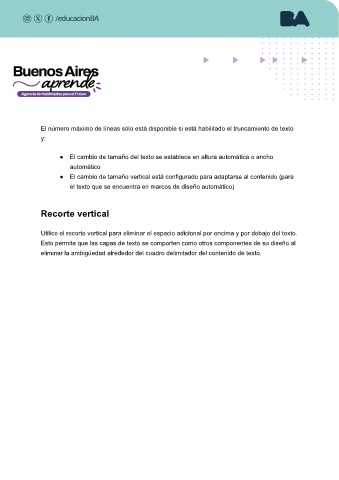 /educacionBA
BA
Buenos Aires
aprende
Agencia de Habilidades para el Futuro
El número máximo de líneas sólo está disponible si está habilitado el truncamiento de texto
y:
● El cambio de tamaño del texto se establece en altura automática o ancho
automático
● El cambio de tamaño vertical está configurado para adaptarse al contenido (para
el texto que se encuentra en marcos de diseño automático)
Recorte vertical
Utilice el recorte vertical para eliminar el espacio adicional por encima y por debajo del texto.
Esto permite que las capas de texto se comporten como otros componentes de su diseño al
eliminar la ambigüedad alrededor del cuadro delimitador del contenido de texto.